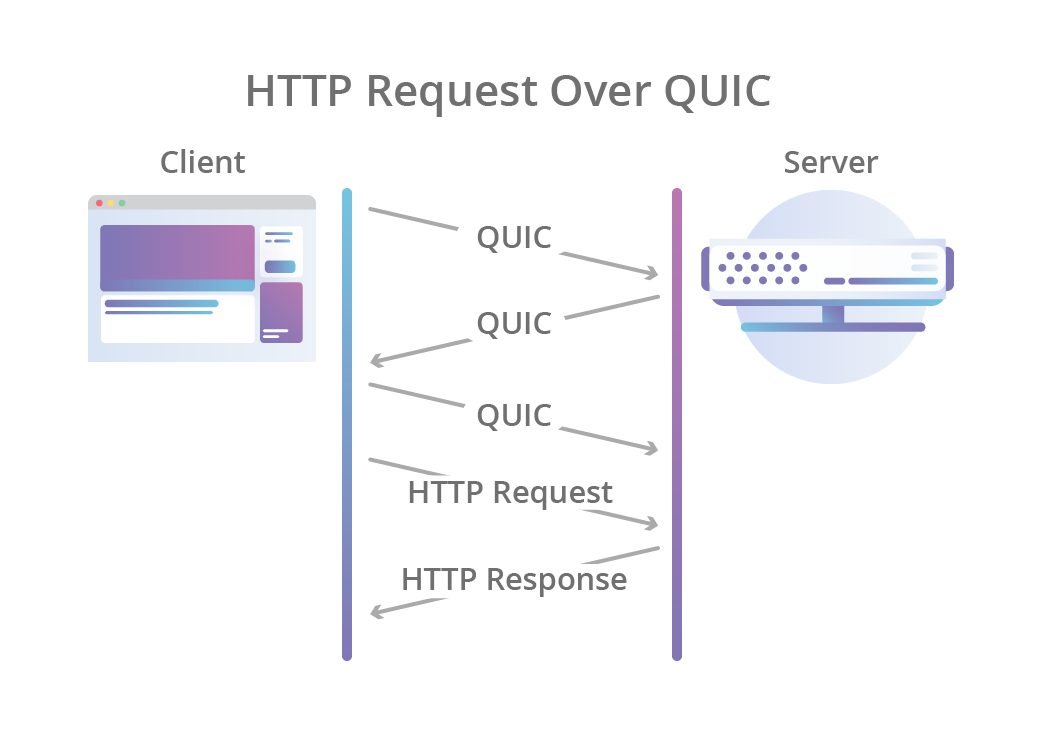 HTTP Request Over QUIC
Client
Server
QUIC
QUIC
QUIC
HTTP Request
HTTP Response